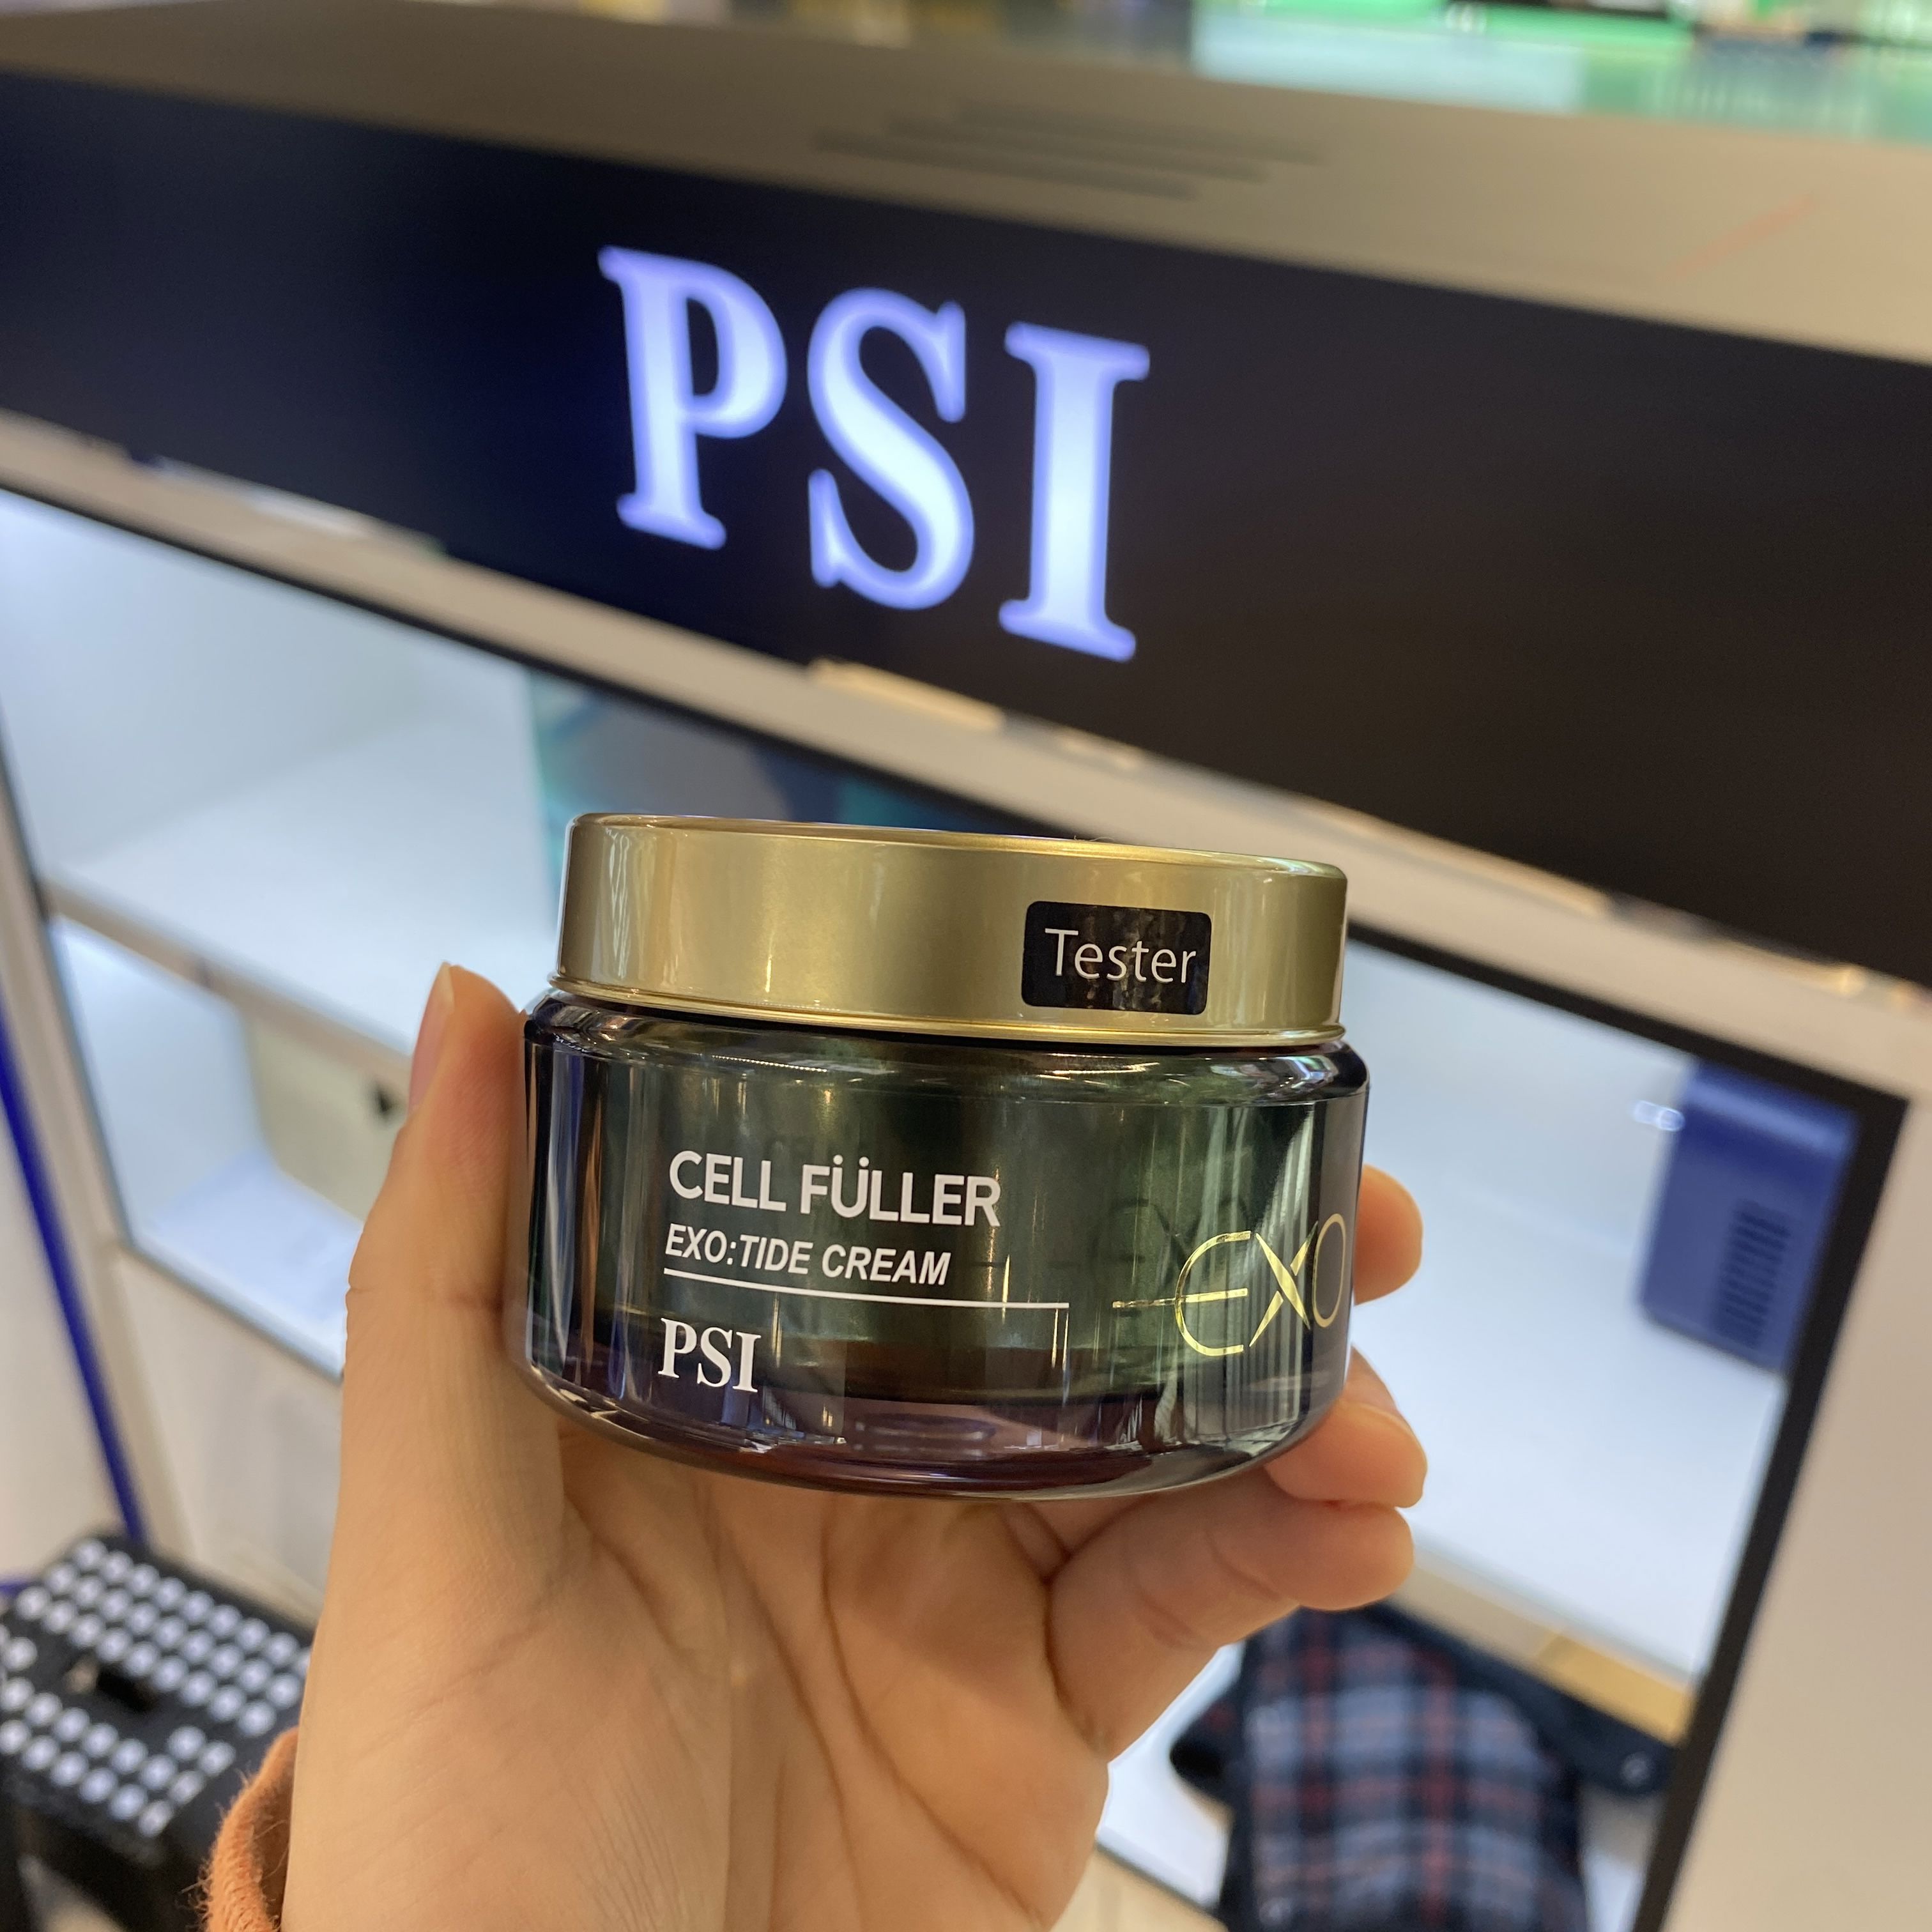 PSI
Tester
CELL FÜLLER
EXO:TIDE CREAM
EXO
PSI